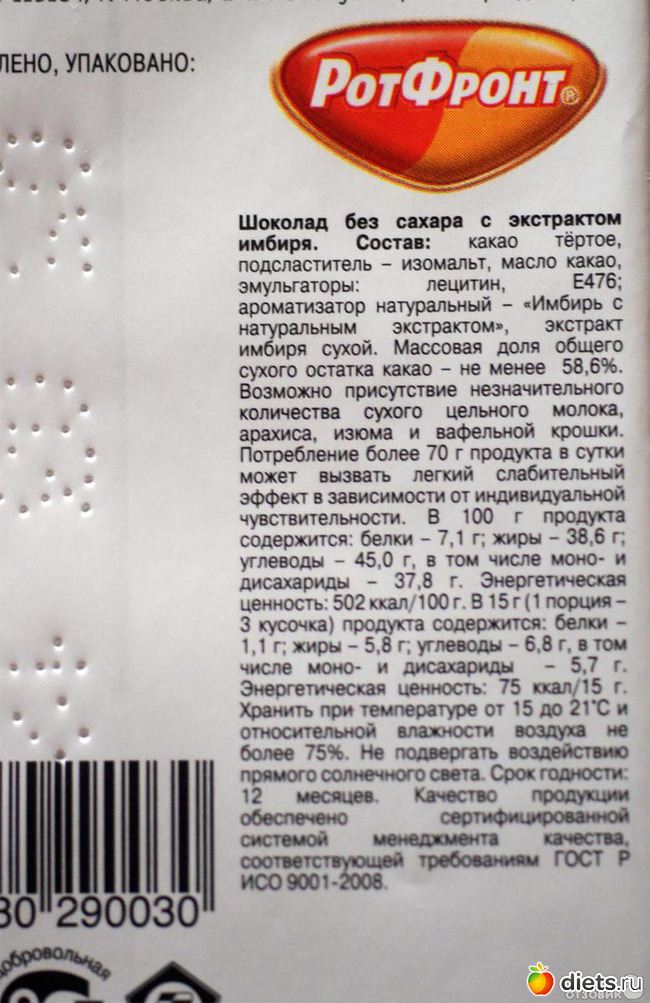 ЛЕНО, УПАКОВАНО:
РотФронт®
Шоколад без сахара с экстрактом
имбиря. Состав: какао тёртое,
подсластитель – изомальт, масло какао,
эмульгаторы: лецитин, Е476;
ароматизатор натуральный – «Имбирь с
натуральным экстрактом», экстракт
имбиря сухой. Массовая доля общего
сухого остатка какао – не менее 58,6%.
Возможно присутствие незначительного
количества сухого цельного молока,
арахиса, изюма и вафельной крошки.
Потребление более 70 г продукта в сутки
может вызвать легкий слабительный
эффект в зависимости от индивидуальной
чувствительности. В 100 г продукта
содержится: белки – 7,1 г; жиры – 38,6 г;
углеводы – 45,0 г, в том числе моно- и
дисахариды – 37,8 г. Энергетическая
ценность: 502 ккал/100 г. В 15 г (1 порция –
3 кусочка) продукта содержится: белки –
1,1 г; жиры – 5,8 г; углеводы – 6,8 г, в том
числе моно- и дисахариды – 5,7 г.
Энергетическая ценность: 75 ккал/15 г.
Хранить при температуре от 15 до 21°С и
относительной влажности воздуха не
более 75%. Не подвергать воздействию
прямого солнечного света. Срок годности:
12 месяцев. Качество продукции
обеспечено сертифицированной
системой менеджмента качества,
соответствующей требованиям ГОСТ Р
ИСО 9001-2008.
30 290030
добровольная
diets.ru
отзовик